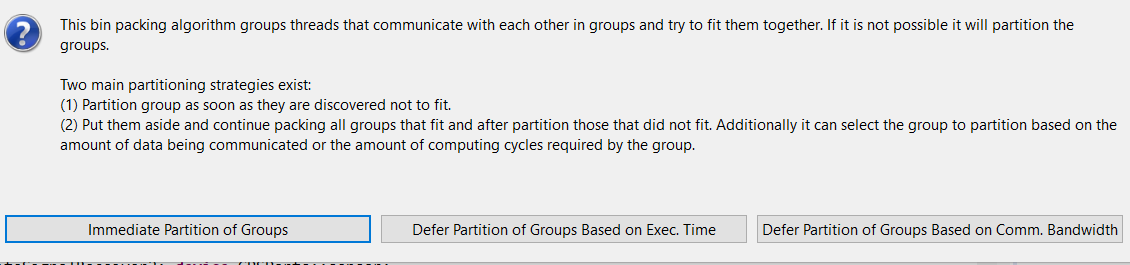 This bin packing algorithm groups threads that communicate with each other in groups and try to fit them together. If it is not possible it will partition the
groups.
Two main partitioning strategies exist:
(1) Partition group as soon as they are discovered not to fit.
(2) Put them aside and continue packing all groups that fit and after partition those that did not fit. Additionally it can select the group to partition based on the
amount of data being communicated or the amount of computing cycles required by the group.
Immediate Partition of Groups
Defer Partition of Groups Based on Exec. Time
Defer Partition of Groups Based on Comm. Bandwidth